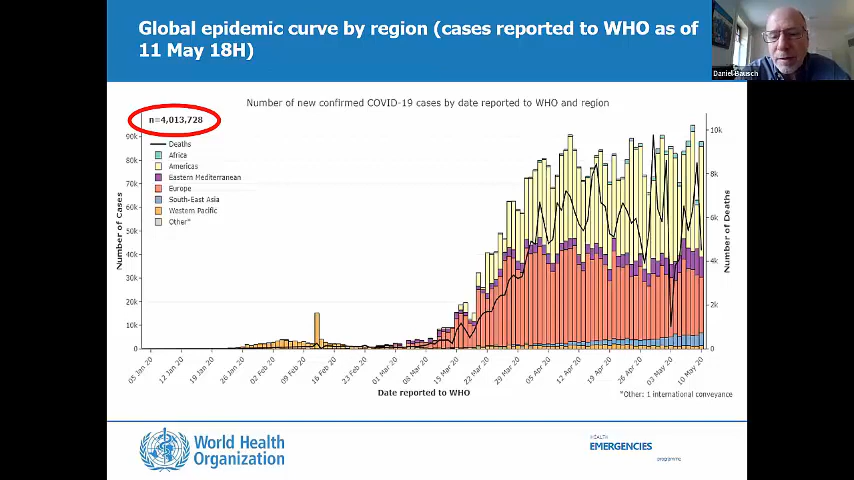 Global epidemic curve by region (cases reported to WHO as of
11 May 18H)
Daniel Bausch
Number of new confirmed COVID-19 cases by date reported to WHO and region
n=4,013,728
Deaths
Africa
Americas
Eastern Mediterranean
Europe
South-East Asia
Western Pacific
Other*
Number of Cases
90k
80k
70k
60k
50k
40k
30k
20k
10k
0
Number of Deaths
10k
8k
6k
4k
2k
0
05 Jan 20
12 Jan 20
19 Jan 20
26 Jan 20
02 Feb 20
09 Feb 20
16 Feb 20
23 Feb 20
01 Mar 20
08 Mar 20
15 Mar 20
22 Mar 20
29 Mar 20
05 Apr 20
12 Apr 20
19 Apr 20
26 Apr 20
03 May 20
10 May 20
Date reported to WHO
*Other: 1 international conveyance
World Health
Organization
HEALTH
EMERGENCIES
programme